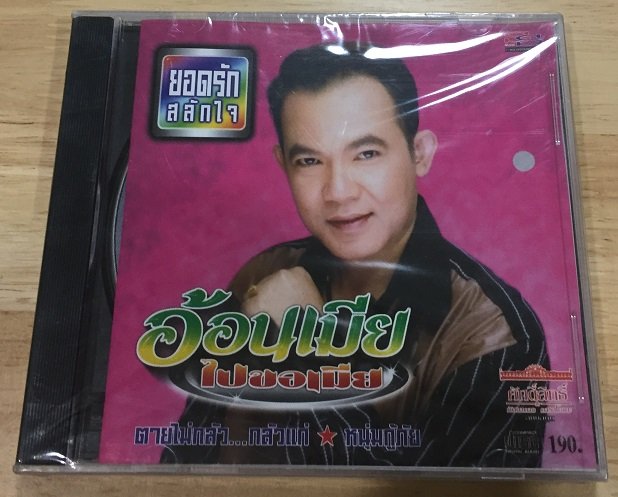 ยอดรัก
สลักใจ
อ้อนเมีย
ไปขอเมีย
ตายไม่กลัว...กลัวแก่ ★ หนุ่มกู้ภัย
190.